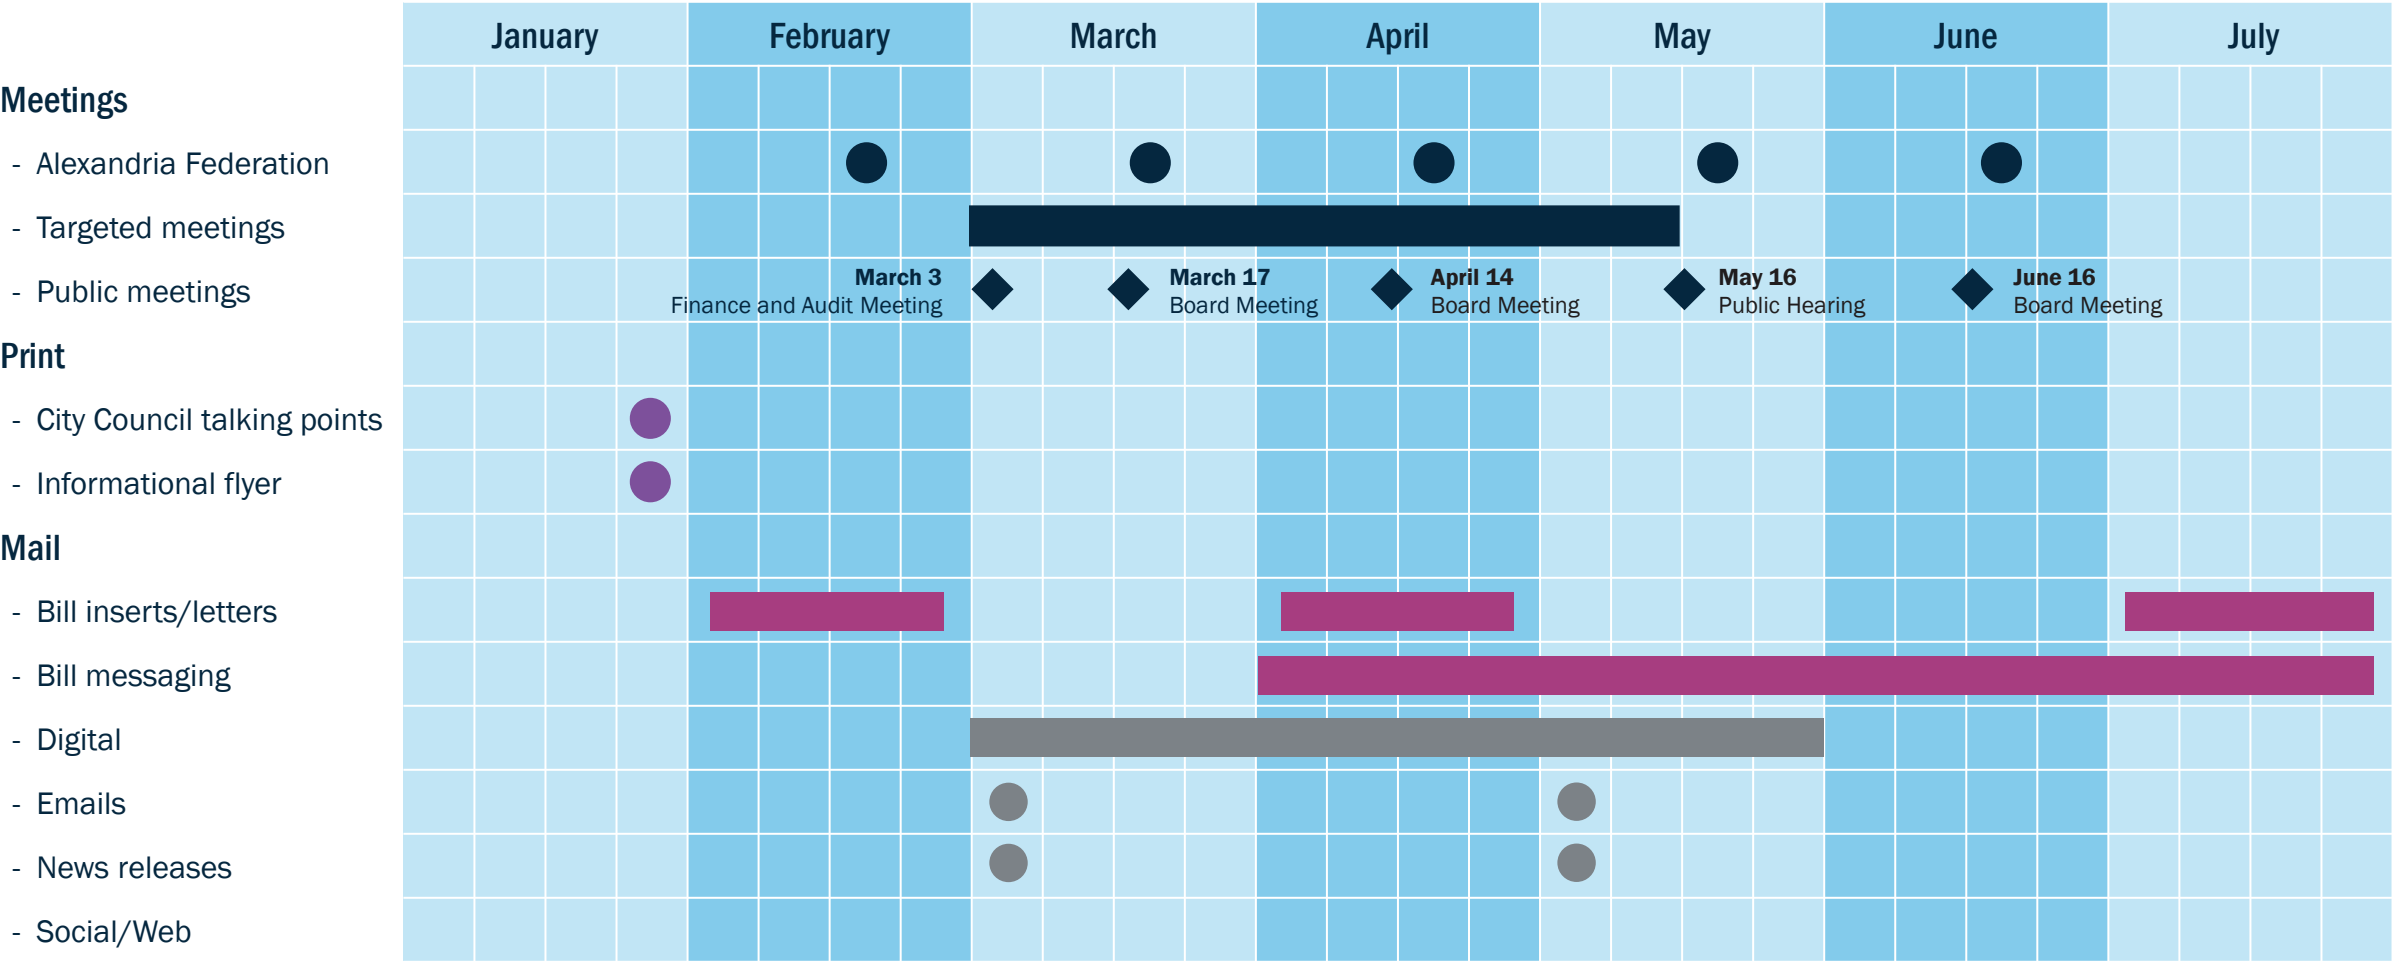 January February March April May June July
Meetings
- Alexandria Federation
- Targeted meetings
- Public meetings
March 3
Finance and Audit Meeting
March 17
Board Meeting
April 14
Board Meeting
May 16
Public Hearing
June 16
Board Meeting
Print
- City Council talking points
- Informational flyer
Mail
- Bill inserts/letters
- Bill messaging
- Digital
- Emails
- News releases
- Social/Web